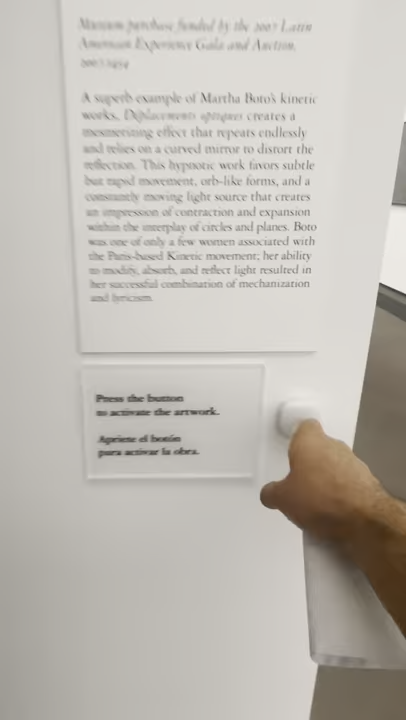 Museum purchase funded by the 2007 Latin
American Experience Gala and Auction,
A superb example of Martha Boto's kinetic
works, Déplacements optiques creates a
mesmerizing effect that repeats endlessly
and relies on a curved mirror to distort the
reflection. This hypnotic work favors subtle
but rapid movement, orb-like forms, and a
constantly moving light source that creates
an impression of contraction and expansion
within the interplay of circles and planes. Boto
was one of only a few women associated with
the Paris-based Kinetic movement; her ability
to modify, absorb, and reflect light resulted in
her successful combination of mechanization
and lyricism.
Press the button
to activate the artwork.
Apriete el botón
para activar la obra.